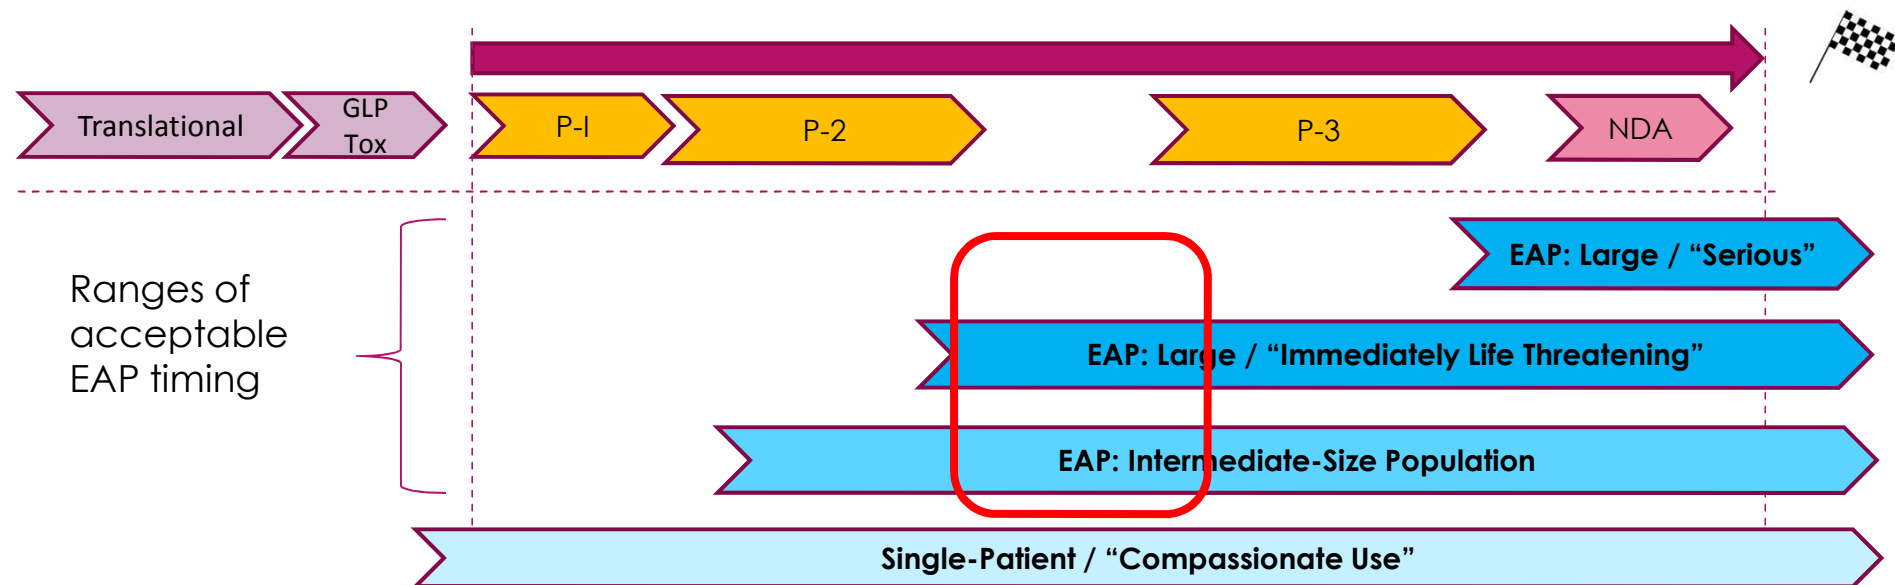 Translational
GLP
Tox
P-I
P-2
P-3
NDA
Ranges of
acceptable
EAP timing
EAP: Large / “Serious”
EAP: Large / “Immediately Life Threatening”
EAP: Intermediate-Size Population
Single-Patient / “Compassionate Use”